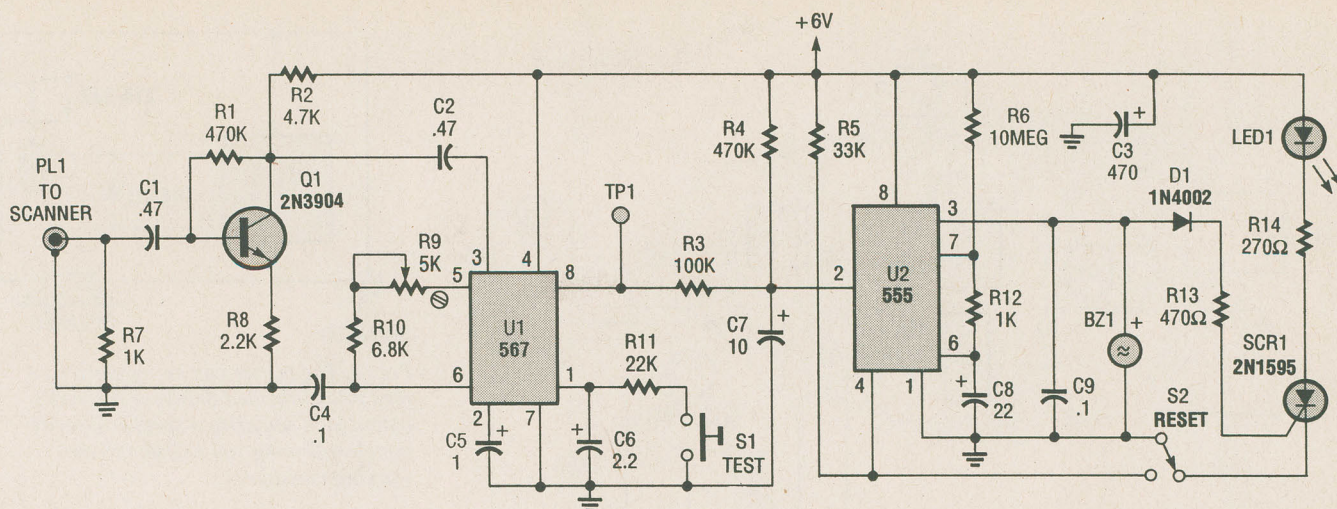 +6V
R2
4.7K
R1
470K
C2
.47
R4
470K
R5
33K
R6
10MEG
+
C3
470
LED1
PL1
TO
SCANNER
C1
.47
Q1
2N3904
TP1
D1
1N4002
R14
270Ω
R9
5K
3
4
5
8
R3
100K
2
8
3
7
U2
555
R12
1K
6
4
1
R7
1K
R8
2.2K
R10
6.8K
U1
567
6
1
2
7
R11
22K
C7
10
+
BZ1
+
R13
470Ω
SCR1
2N1595
C4
.1
C5
1
+
+
C6
2.2
S1
TEST
+
C8
22
C9
.1
S2
RESET